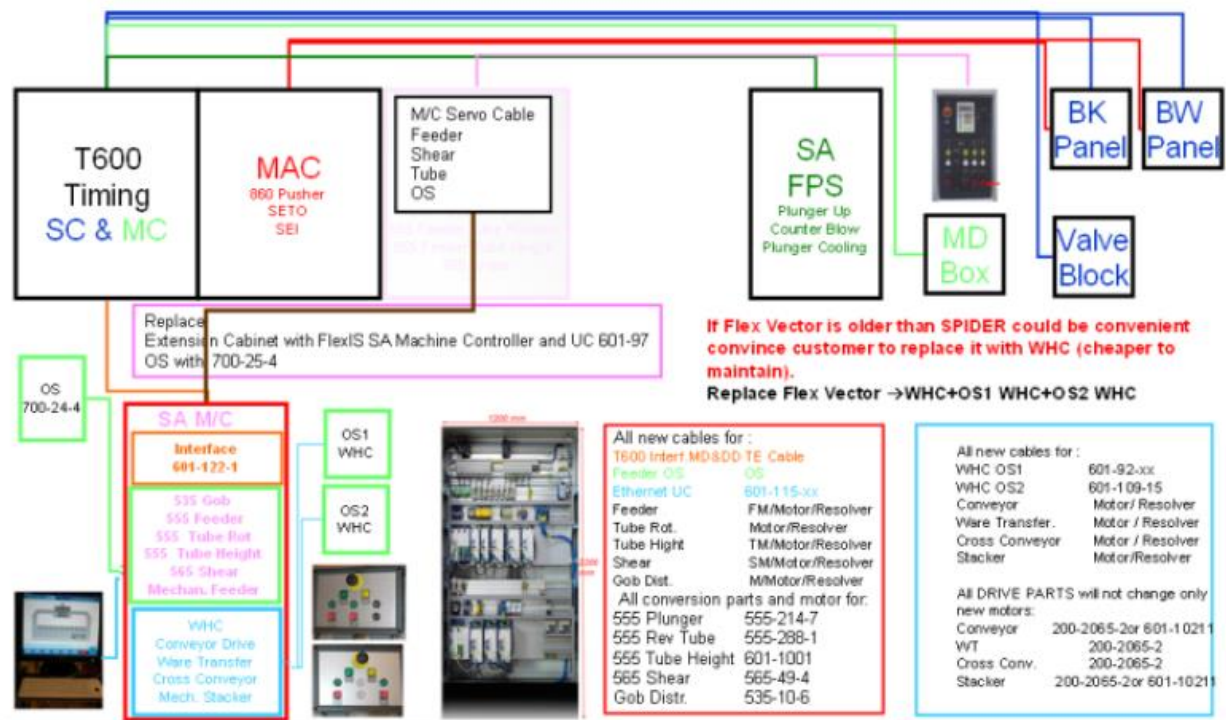 T600
Timing
SC & MC
MAC
860 Pusher
SETO
SEI
M/C Servo Cable
Feeder
Shear
Tube
OS
SA
FPS
Plunger Up
Counter Blow
Plunger Cooling
MD
Box
BK
Panel
BW
Panel
Valve
Block
Replace
Extension Cabinet with FlexIS SA Machine Controller and UC 601-97
OS with 700-25-4
If Flex Vector is older than SPIDER could be convenient
convince customer to replace it with WHC (cheaper to
maintain).
Replace Flex Vector →WHC+OS1 WHC+OS2 WHC
OS
700-24-4
SA M/C
Interface
601-122-1
535 Gob
555 Feeder
555 Tube Rot
555 Tube Height
565 Shear
Mechan. Feeder
WHC
Conveyor Drive
Ware Transfer
Cross Conveyor
Mech. Stacker
OS1
WHC
OS2
WHC
1200 mm
All new cables for :
T600 Interf MD&DD TE Cable
Feeder OS OS
Ethernet UC 601-115-xx
Feeder FM/Motor/Resolver
Tube Rot. Motor/Resolver
Tube Hight TM/Motor/Resolver
Shear SM/Motor/Resolver
Gob Dist. M/Motor/Resolver
All conversion parts and motor for:
555 Plunger 555-214-7
555 Rev Tube 555-288-1
555 Tube Height 601-1001
565 Shear 565-49-4
Gob Distr. 535-10-6
All new cables for :
WHC OS1 601-92-xx
WHC OS2 601-109-15
Conveyor Motor/ Resolver
Ware Transfer. Motor / Resolver
Cross Conveyor Motor / Resolver
Stacker Motor/Resolver
All DRIVE PARTS will not change only
new motors:
Conveyor 200-2065-2or 601-10211
WT 200-2065-2
Cross Conv. 200-2065-2
Stacker 200-2065-2or 601-10211